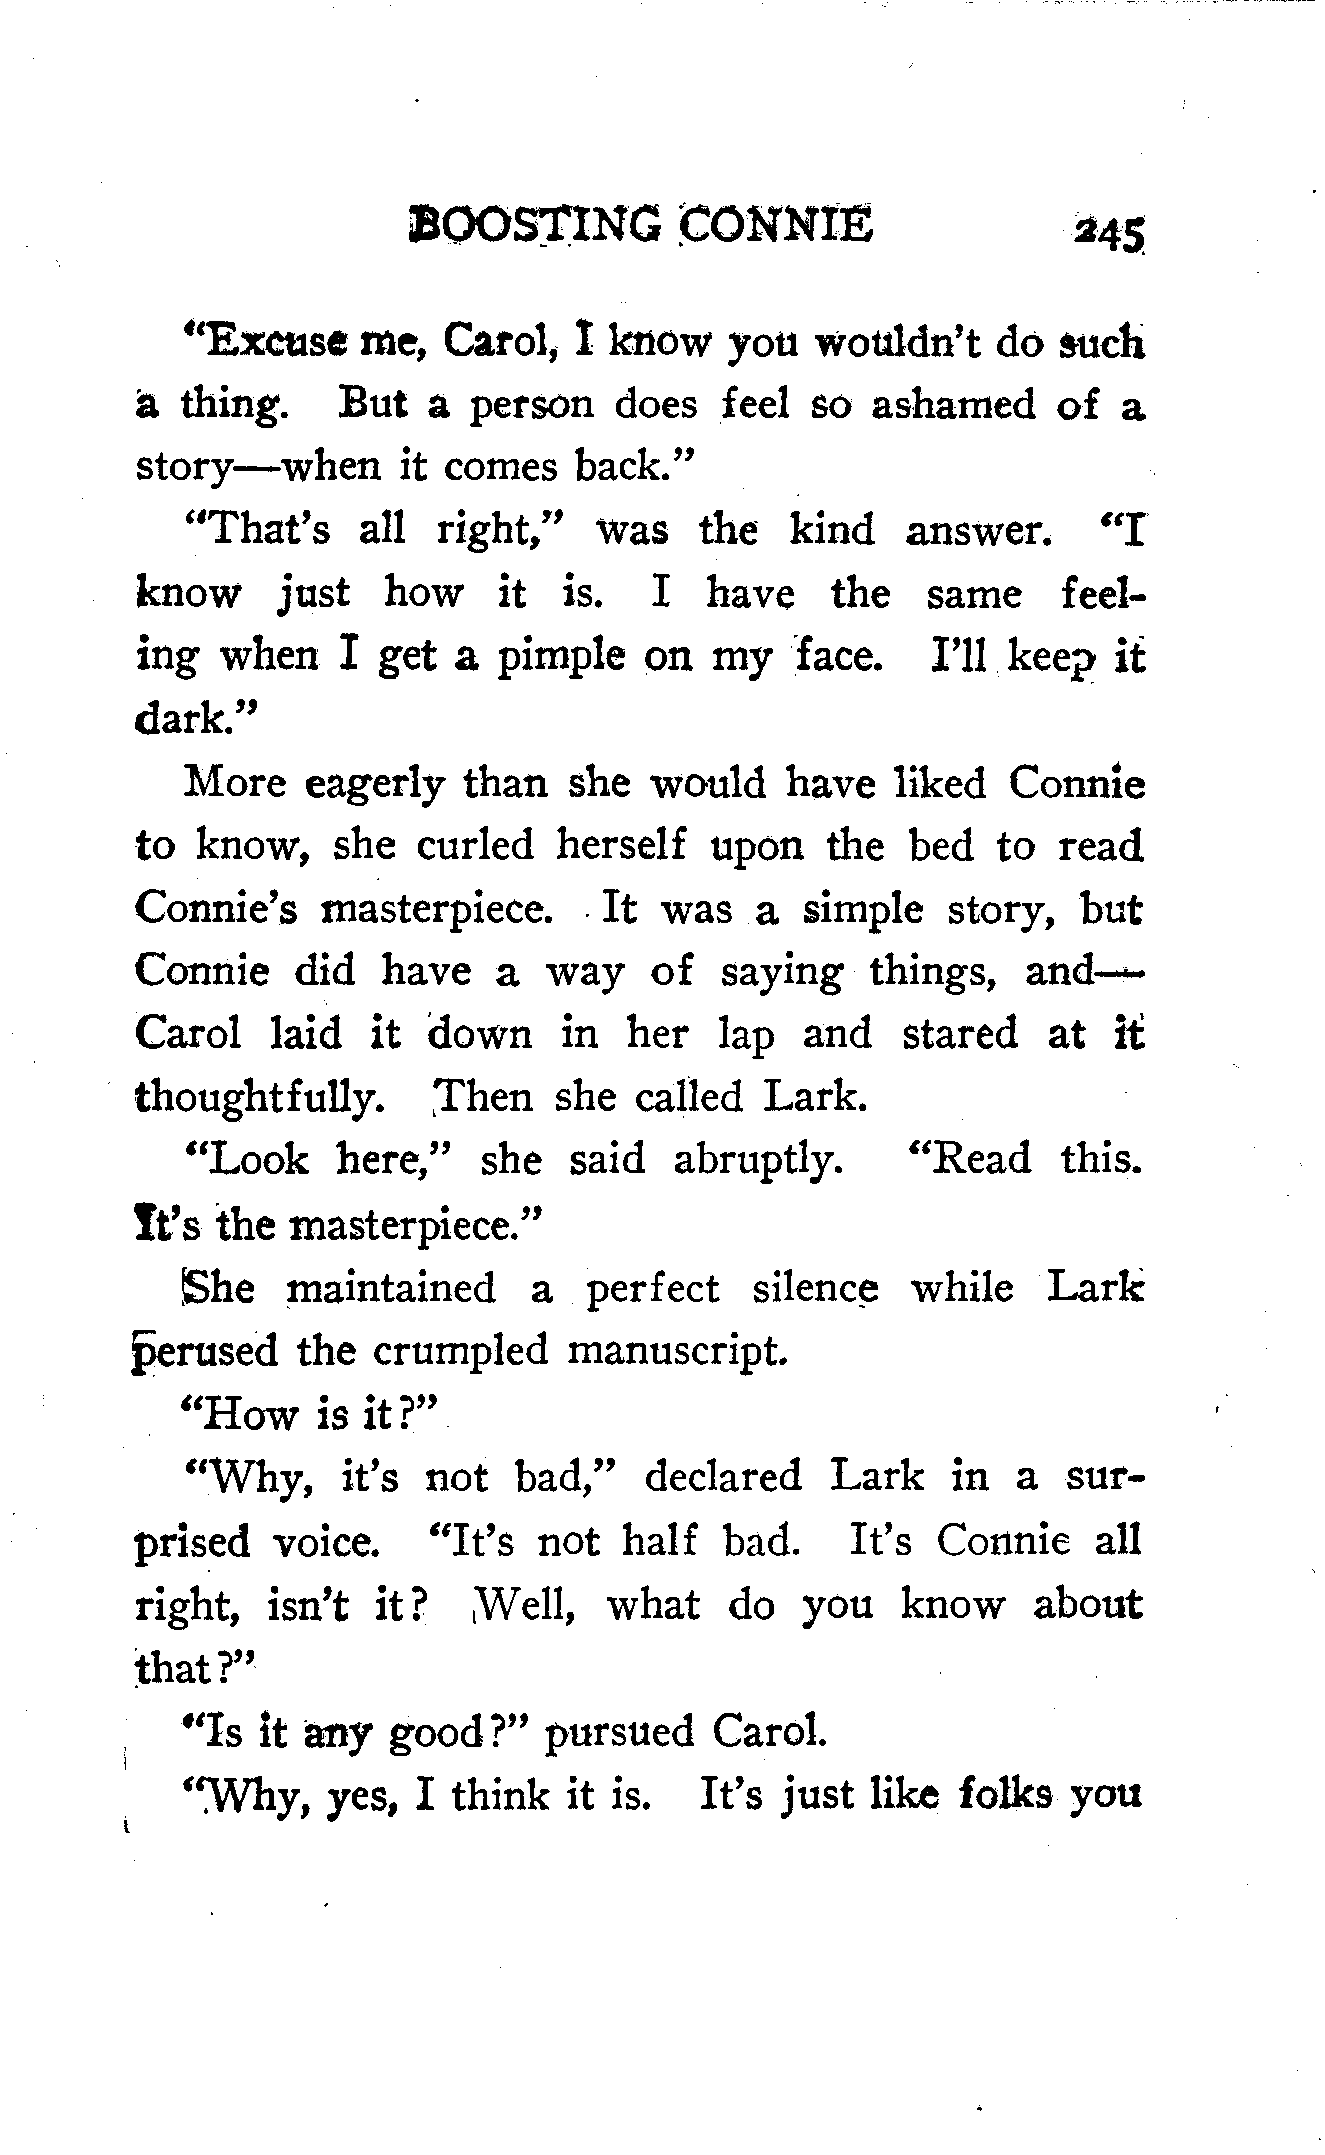 BOOSTING CONNIE 245
“Excuse me, Carol, I know you wouldn’t do such
a thing. But a person does feel so ashamed of a
story—when it comes back.”
“That’s all right,” was the kind answer. “I
know just how it is. I have the same feel-
ing when I get a pimple on my face. I’ll keep it
dark.”
More eagerly than she would have liked Connie
to know, she curled herself upon the bed to read
Connie’s masterpiece. It was a simple story, but
Connie did have a way of saying things, and—
Carol laid it down in her lap and stared at it
thoughtfully. Then she called Lark.
“Look here,” she said abruptly. “Read this.
It’s the masterpiece.”
She maintained a perfect silence while Lark
perused the crumpled manuscript.
“How is it?”
“Why, it’s not bad,” declared Lark in a sur-
prised voice. “It’s not half bad. It’s Connie all
right, isn’t it? Well, what do you know about
that?”
“Is it any good?” pursued Carol.
“Why, yes, I think it is. It’s just like folks you